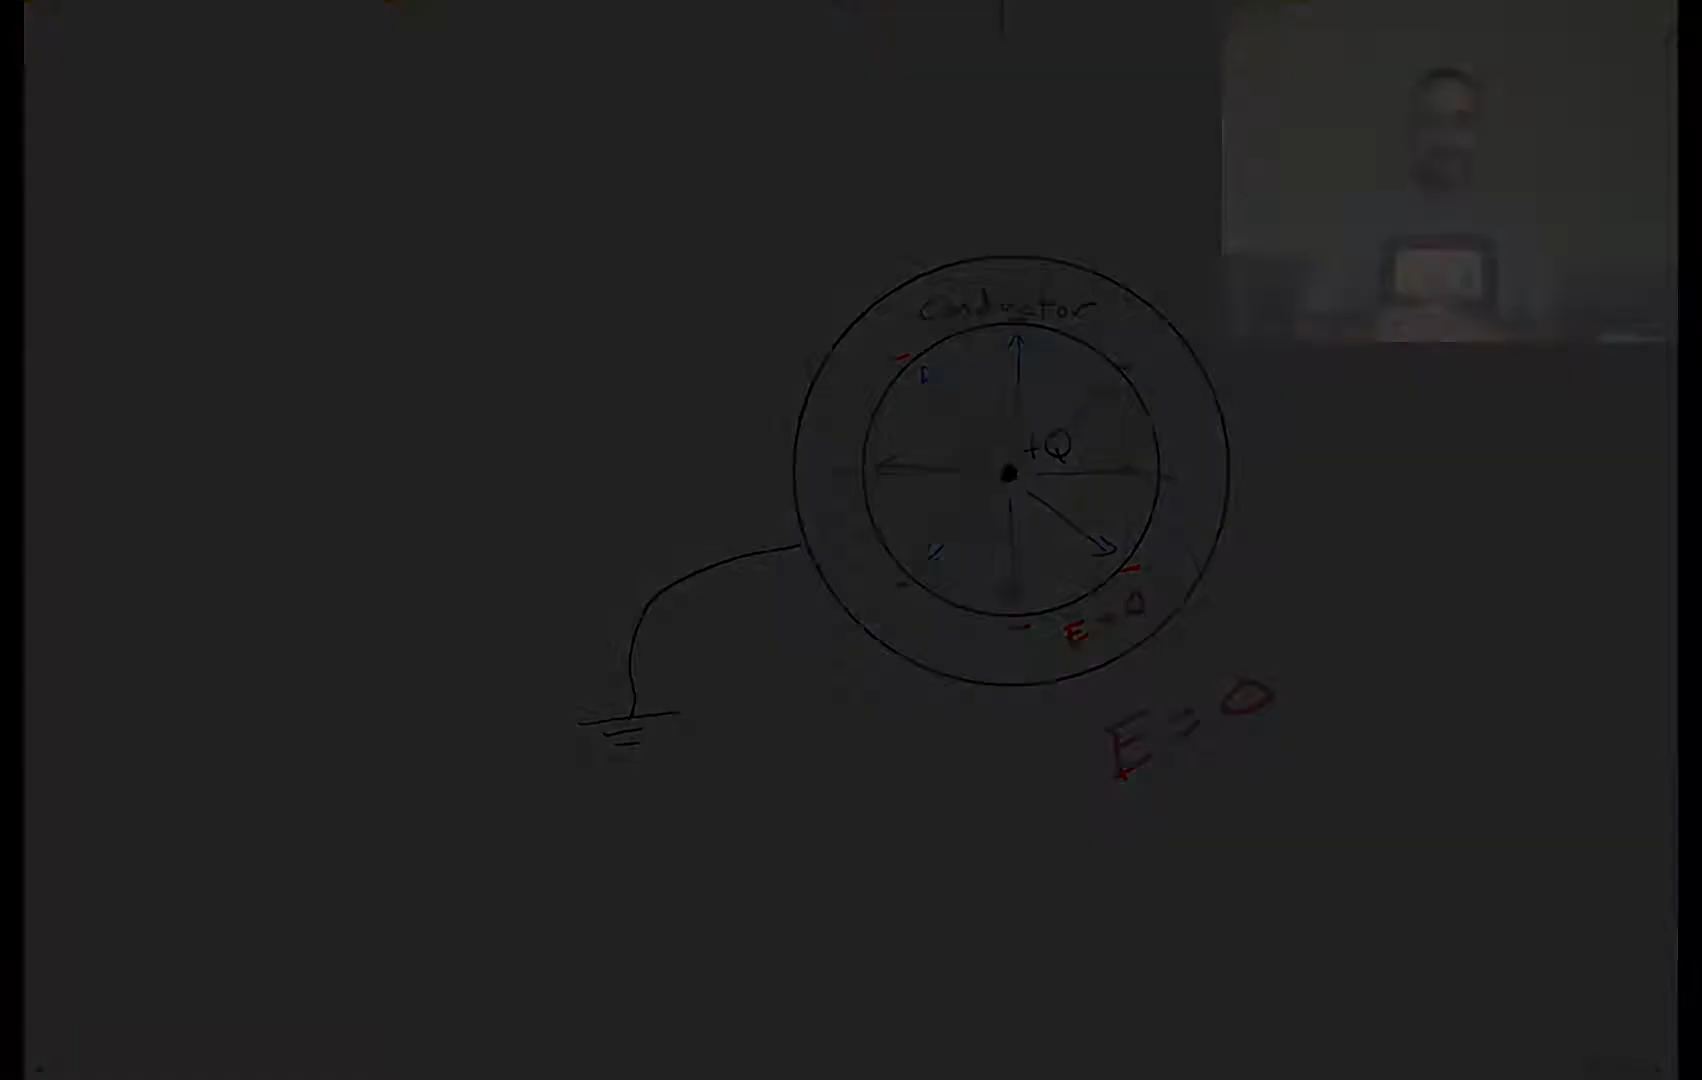 Conductor
+Q
E = 0
E = 0